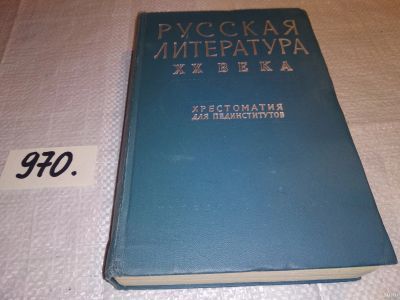 РУССКАЯ
ЛИТЕРАТУРА
XX ВЕКА
ХРЕСТОМАТИЯ
ДЛЯ ПЕДИНСТИТУТОВ
970.